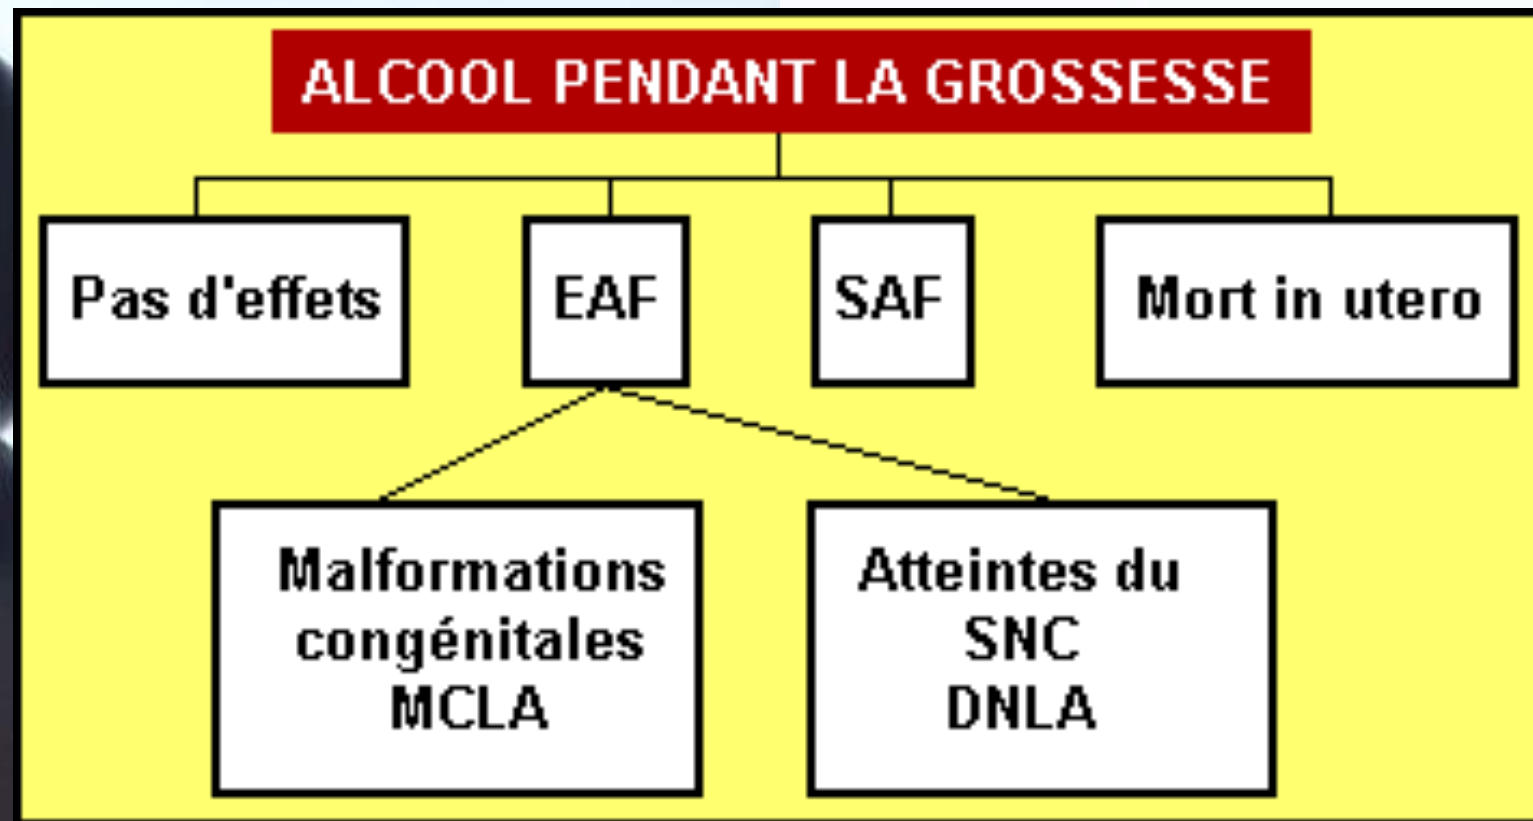 ALCOOL PENDANT LA GROSSESSE
Pas d'effets
EAF
SAF
Mort in utero
Malformations
congénitales
MCLA
Atteintes du
SNC
DNLA